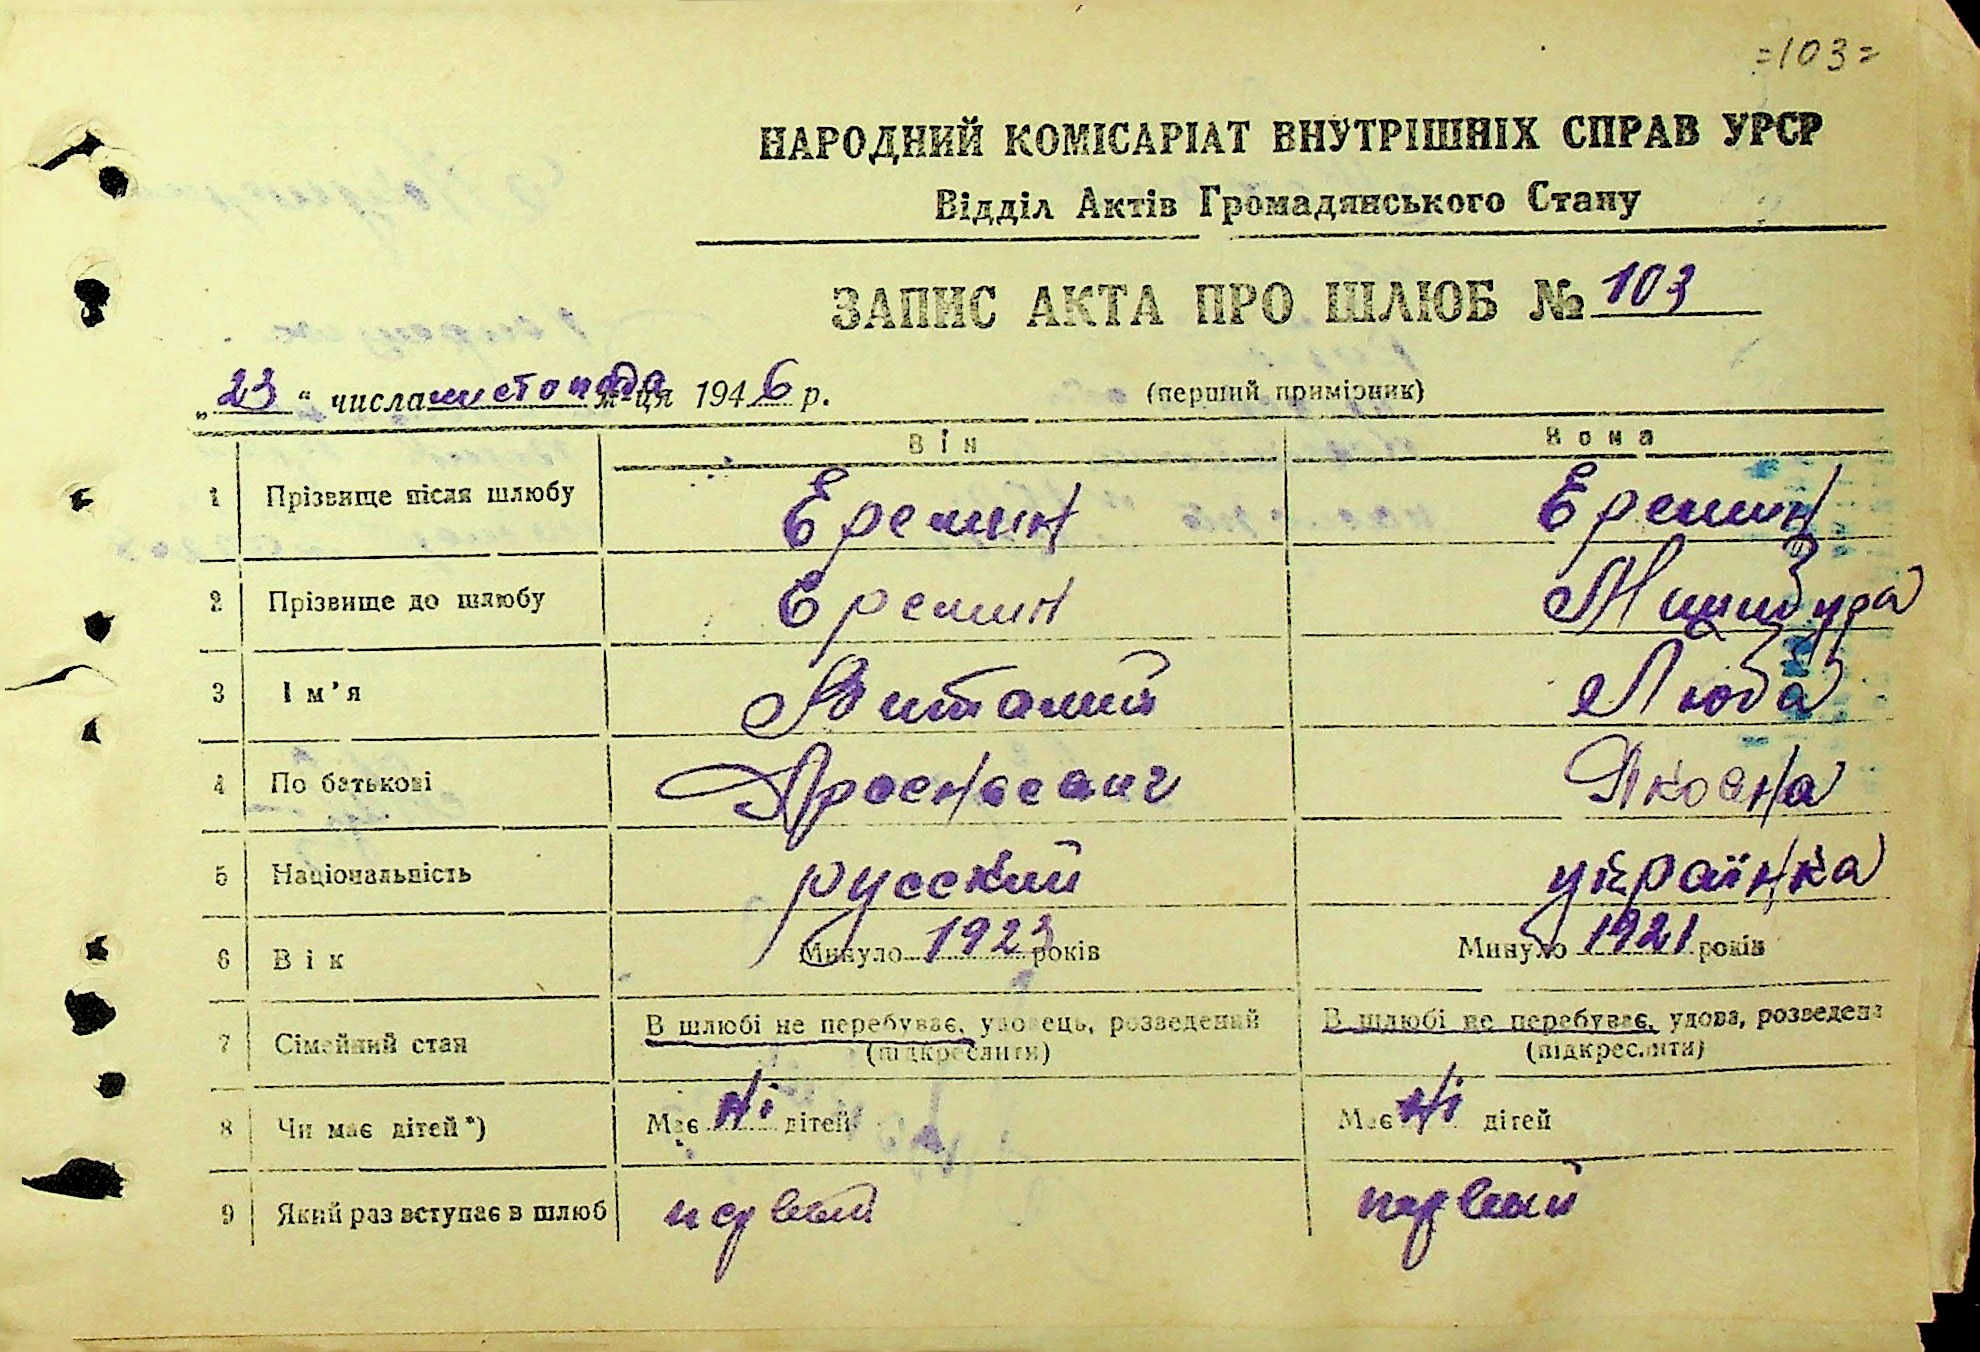 =103=
НАРОДНИЙ КОМІСАРІАТ ВНУТРІШНІХ СПРАВ УРСР
Відділ Актів Громадянського Стану
ЗАПИС АКТА ПРО ШЛЮБ № 103
„23“ числа листопада м-ця 1946 р. (перший примірник)
Він Вона
1 Прізвище після шлюбу Еремин Еремин
2 Прізвище до шлюбу Еремин
3 Ім’я Виталий Люба
4 По батькові
5 Національність русский українка
6 Вік Минуло 1923 років Минуло 1921 років
7 Сімейний стан В шлюбі не перебуває, удовець, розведений В шлюбі не перебуває, удова, розведена
(підкреслити) (підкреслити)
8 Чи має дітей*) Має Ні дітей Має Ні дітей
9 Який раз вступає в шлюб первый первый